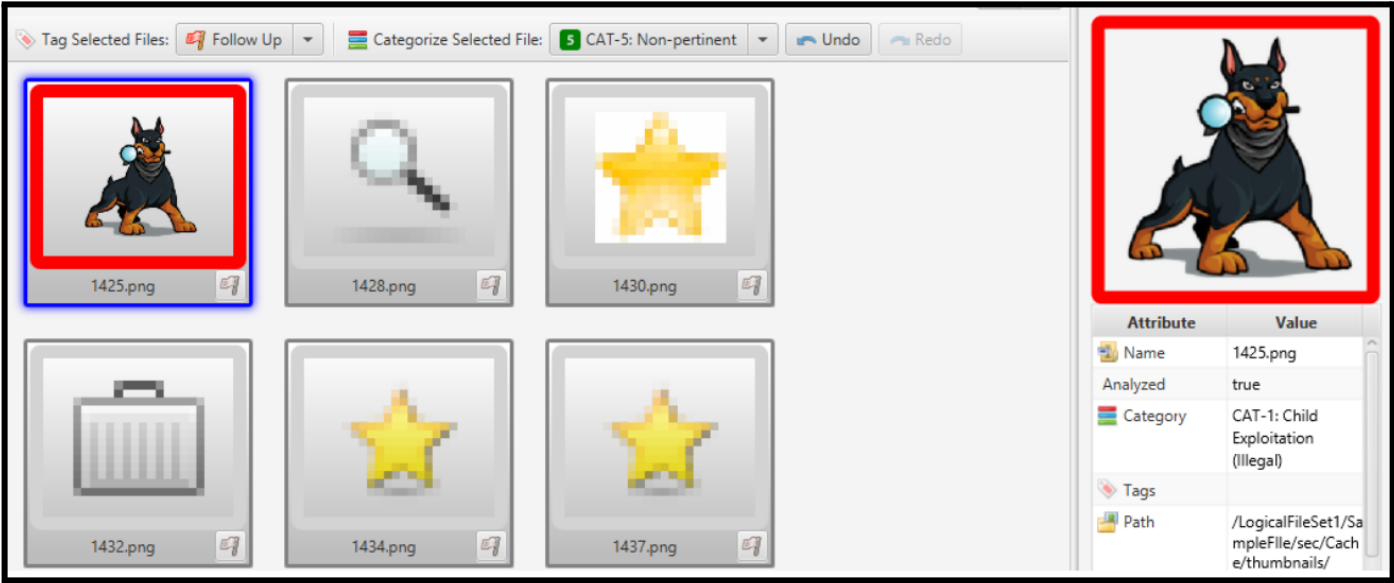 Tag Selected Files: Follow Up Categorize Selected File: 5 CAT-5: Non-pertinent Undo Redo
1425.png 1428.png 1430.png
1432.png 1434.png 1437.png
Attribute Value
Name 1425.png
Analyzed true
Category CAT-1: Child
Exploitation
(Illegal)
Tags
Path /LogicalFileSet1/Sa
mpleFIle/sec/Cach
e/thumbnails/